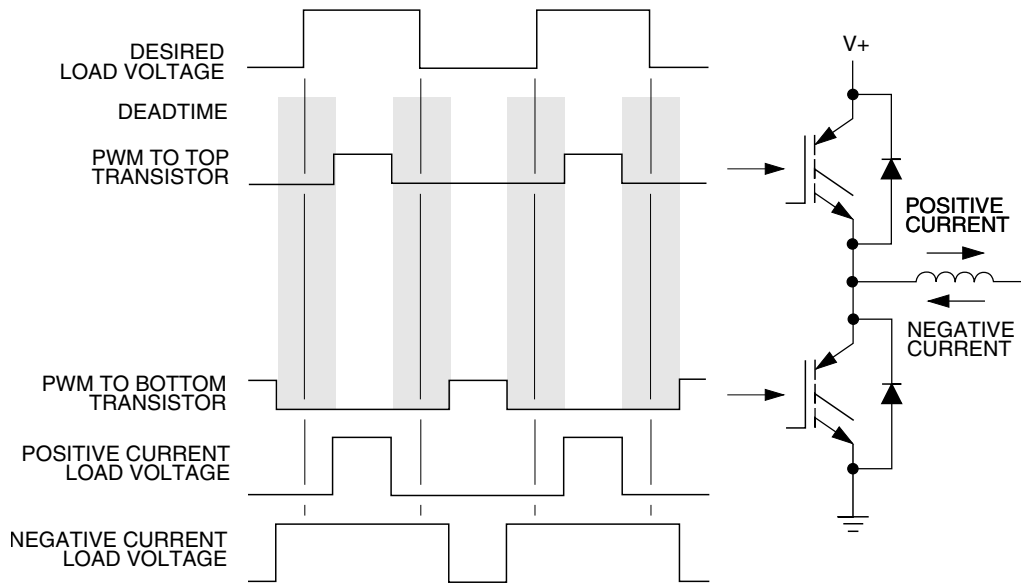 DESIRED
LOAD VOLTAGE
DEADTIME
PWM TO TOP
TRANSISTOR
PWM TO BOTTOM
TRANSISTOR
POSITIVE CURRENT
LOAD VOLTAGE
NEGATIVE CURRENT
LOAD VOLTAGE
V+
POSITIVE
CURRENT
NEGATIVE
CURRENT